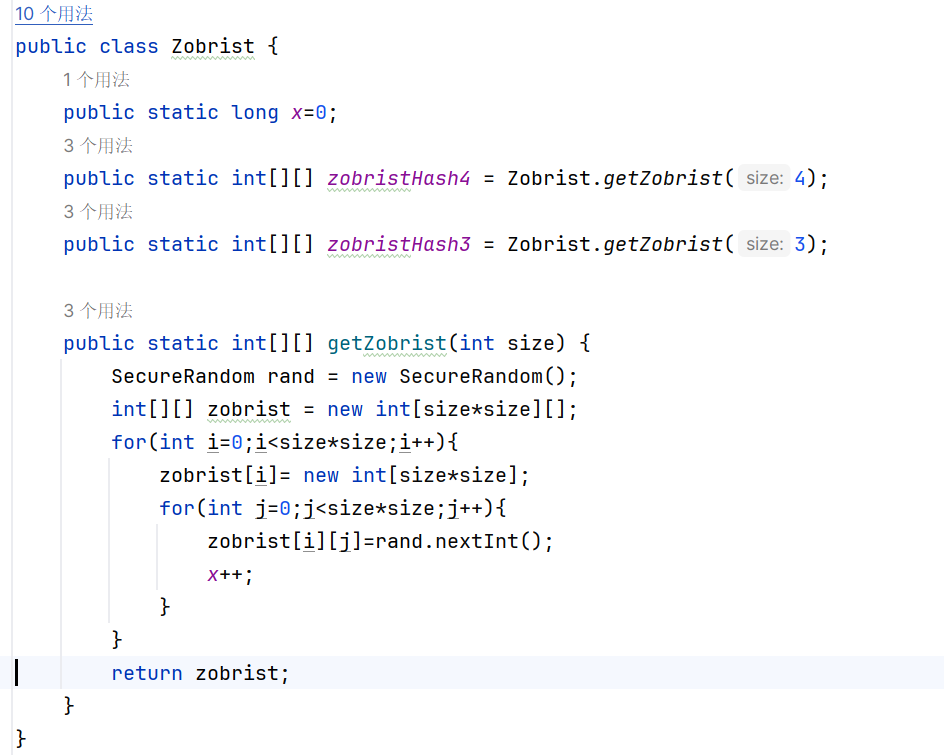 10 个用法
public class Zobrist {
1 个用法
public static long x=0;
3 个用法
public static int[][] zobristHash4 = Zobrist.getZobrist( size: 4);
3 个用法
public static int[][] zobristHash3 = Zobrist.getZobrist( size: 3);
3 个用法
public static int[][] getZobrist(int size) {
SecureRandom rand = new SecureRandom();
int[][] zobrist = new int[size*size][];
for(int i=0;i<size*size;i++){
zobrist[i]= new int[size*size];
for(int j=0;j<size*size;j++){
zobrist[i][j]=rand.nextInt();
x++;
}
}
return zobrist;
}
}